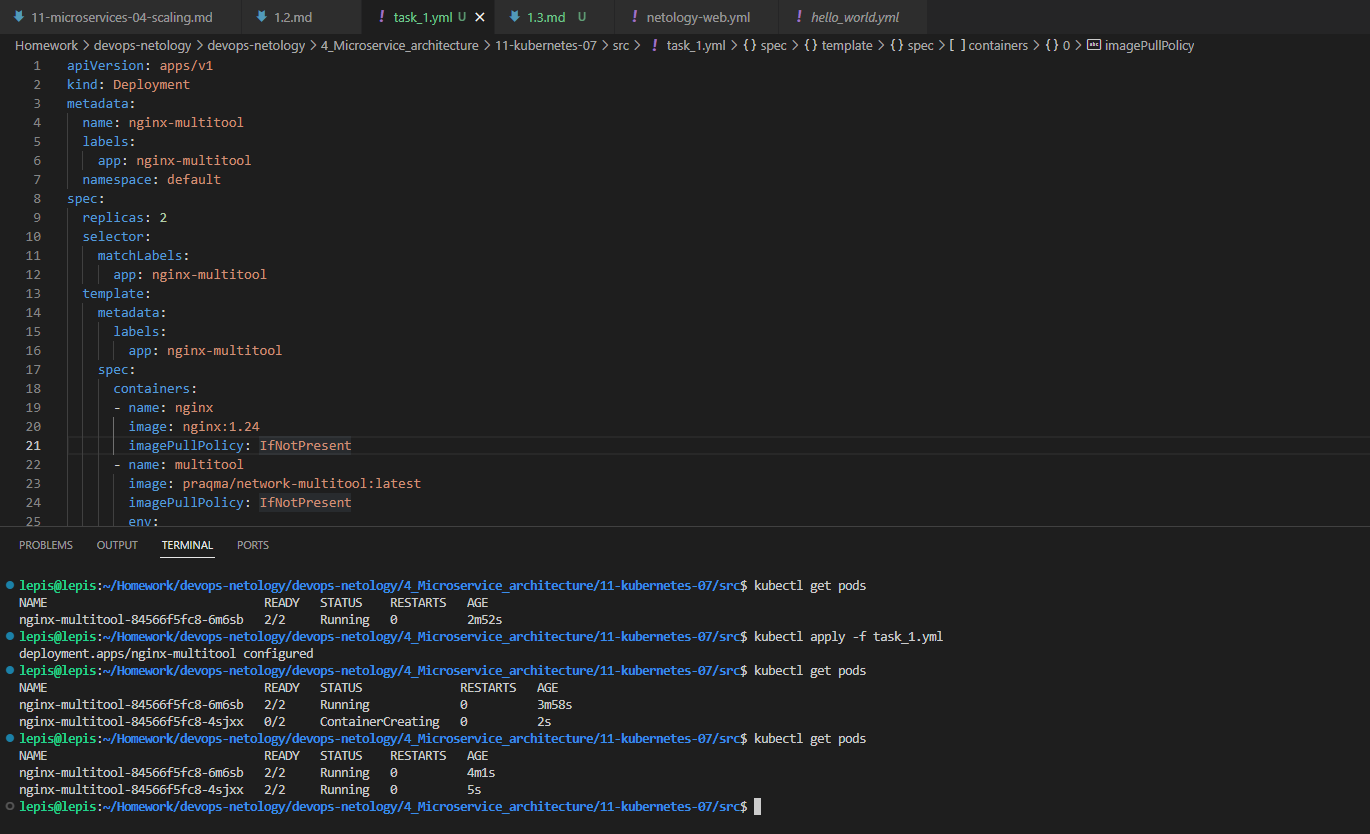 11-microservices-04-scaling.md 1.2.md ! task_1.yml U × 1.3.md U ! netology-web.yml ! hello_world.yml
Homework > devops-netology > devops-netology > 4_Microservice_architecture > 11-kubernetes-07 > src > ! task_1.yml > {} spec > {} template > {} spec > [ ] containers > {} 0 > abc imagePullPolicy
1 apiVersion: apps/v1
2 kind: Deployment
3 metadata:
4   name: nginx-multitool
5   labels:
6     app: nginx-multitool
7   namespace: default
8 spec:
9   replicas: 2
10   selector:
11     matchLabels:
12       app: nginx-multitool
13   template:
14     metadata:
15       labels:
16         app: nginx-multitool
17     spec:
18       containers:
19       - name: nginx
20         image: nginx:1.24
21         imagePullPolicy: IfNotPresent
22       - name: multitool
23         image: praqma/network-multitool:latest
24         imagePullPolicy: IfNotPresent
25         env:
PROBLEMS OUTPUT TERMINAL PORTS
lepis@lepis:~/Homework/devops-netology/devops-netology/4_Microservice_architecture/11-kubernetes-07/src$ kubectl get pods
NAME READY STATUS RESTARTS AGE
nginx-multitool-84566f5fc8-6m6sb 2/2 Running 0 2m52s
lepis@lepis:~/Homework/devops-netology/devops-netology/4_Microservice_architecture/11-kubernetes-07/src$ kubectl apply -f task_1.yml
deployment.apps/nginx-multitool configured
lepis@lepis:~/Homework/devops-netology/devops-netology/4_Microservice_architecture/11-kubernetes-07/src$ kubectl get pods
NAME READY STATUS RESTARTS AGE
nginx-multitool-84566f5fc8-6m6sb 2/2 Running 0 3m58s
nginx-multitool-84566f5fc8-4sjxx 0/2 ContainerCreating 0 2s
lepis@lepis:~/Homework/devops-netology/devops-netology/4_Microservice_architecture/11-kubernetes-07/src$ kubectl get pods
NAME READY STATUS RESTARTS AGE
nginx-multitool-84566f5fc8-6m6sb 2/2 Running 0 4m1s
nginx-multitool-84566f5fc8-4sjxx 2/2 Running 0 5s
lepis@lepis:~/Homework/devops-netology/devops-netology/4_Microservice_architecture/11-kubernetes-07/src$